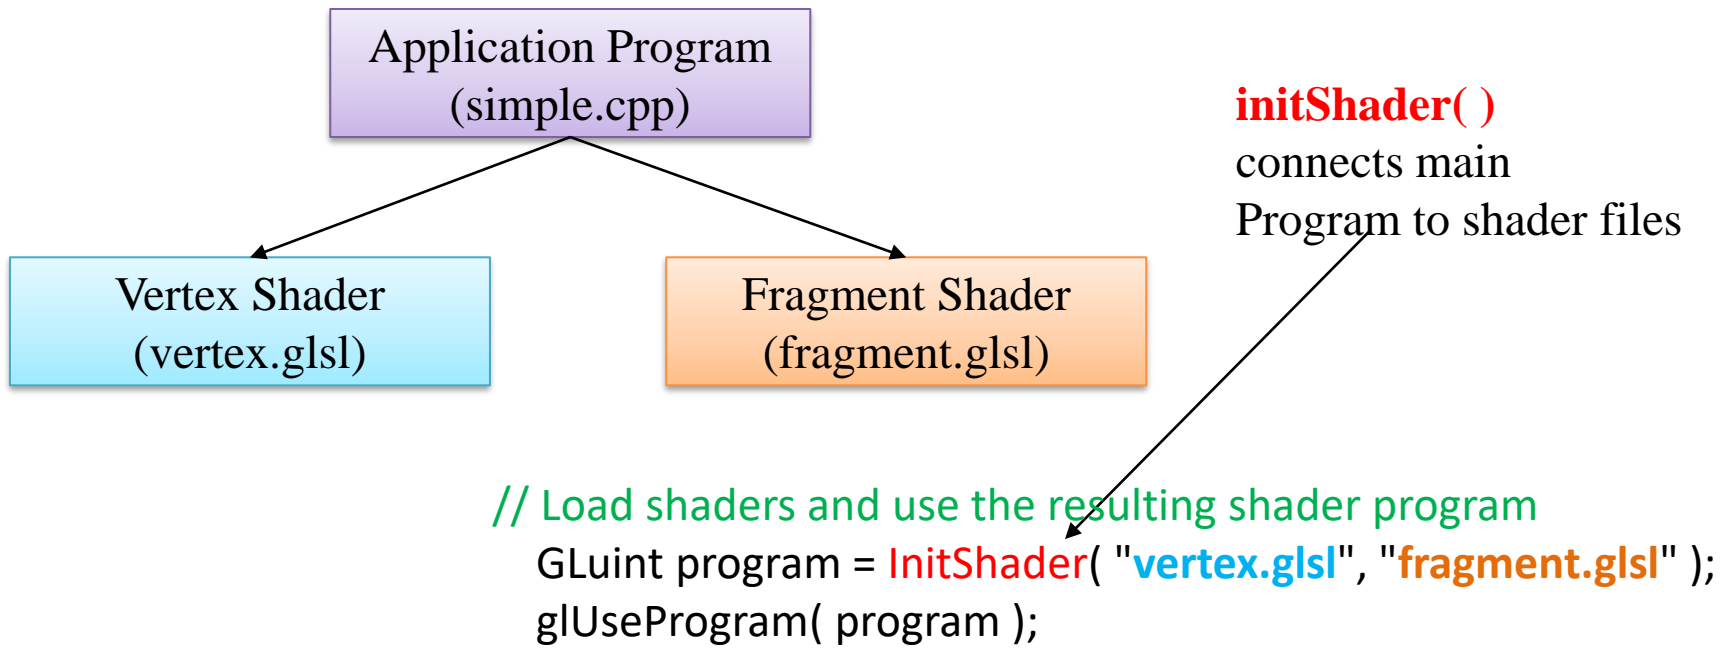 Application Program
(simple.cpp)
initShader( )
connects main
Program to shader files
Vertex Shader
(vertex.glsl)
Fragment Shader
(fragment.glsl)
// Load shaders and use the resulting shader program
GLuint program = InitShader( "vertex.glsl", "fragment.glsl" );
glUseProgram( program );